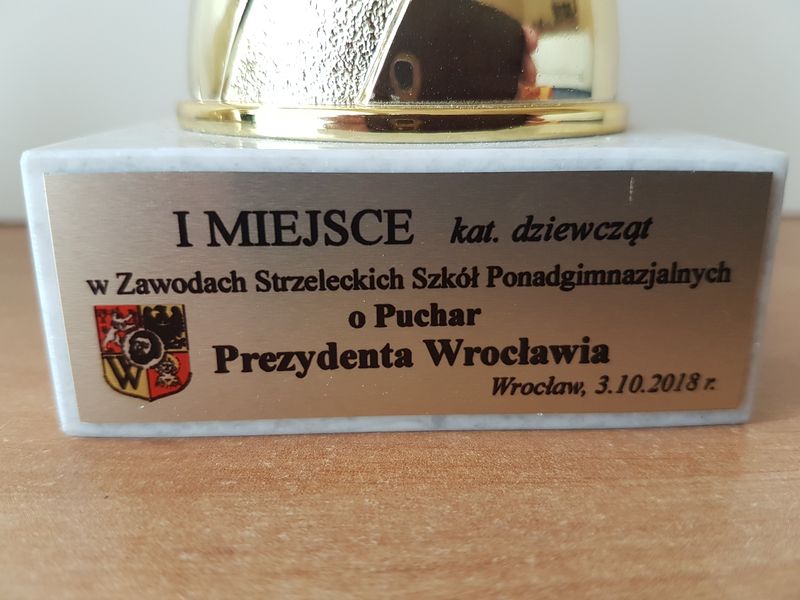 I MIEJSCE kat. dziewcząt
w Zawodach Strzeleckich Szkół Ponadgimnazjalnych
o Puchar
Prezydenta Wrocławia
Wrocław, 3.10.2018 r.
W